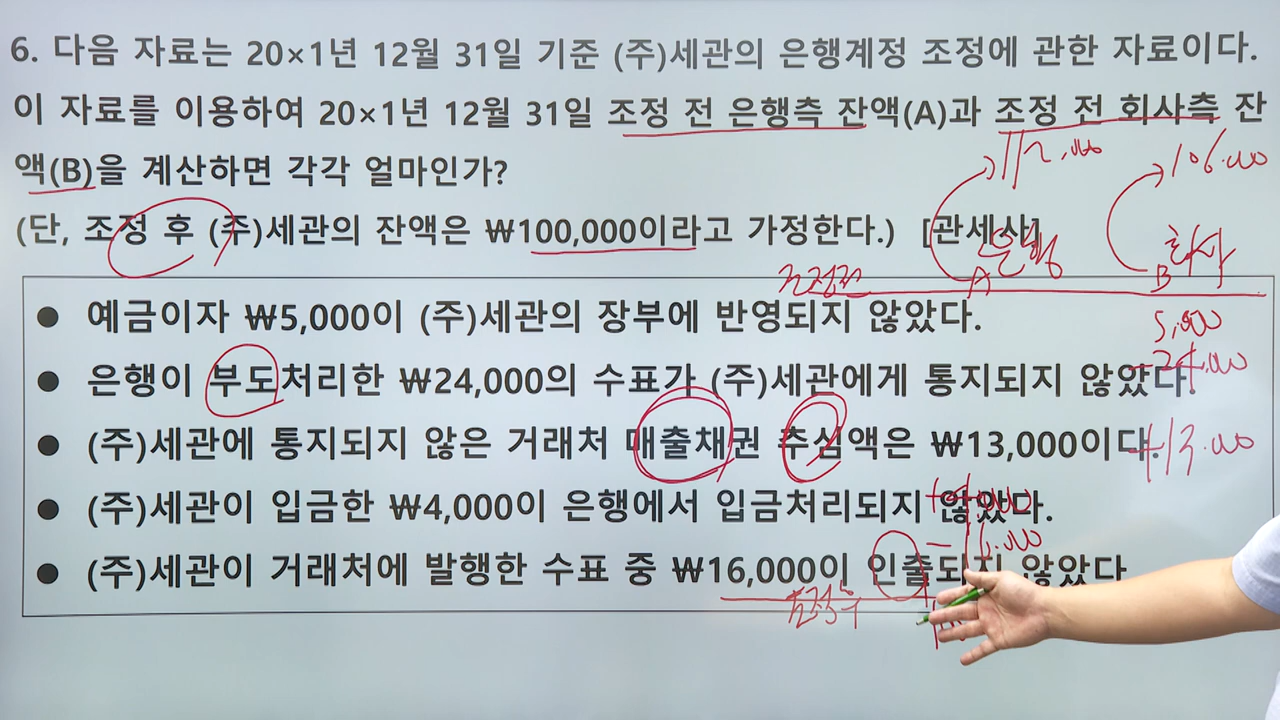 6. 다음 자료는 20×1년 12월 31일 기준 (주)세관의 은행계정 조정에 관한 자료이다.
이 자료를 이용하여 20×1년 12월 31일 조정 전 은행측 잔액(A)과 조정 전 회사측 잔
액(B)을 계산하면 각각 얼마인가?
112.000
106.000
(단, 조정 후 (주)세관의 잔액은 ₩100,000이라고 가정한다.) [관세사]
조정전 A 은행 B 회사
● 예금이자 ₩5,000이 (주)세관의 장부에 반영되지 않았다.
5,000
● 은행이 부도처리한 ₩24,000의 수표가 (주)세관에게 통지되지 않았다.
-24,000
● (주)세관에 통지되지 않은 거래처 매출채권 추심액은 ₩13,000이다.
+13.000
● (주)세관이 입금한 ₩4,000이 은행에서 입금처리되지 않았다.
+4.000
● (주)세관이 거래처에 발행한 수표 중 ₩16,000이 인출되지 않았다
-16.000
조정후